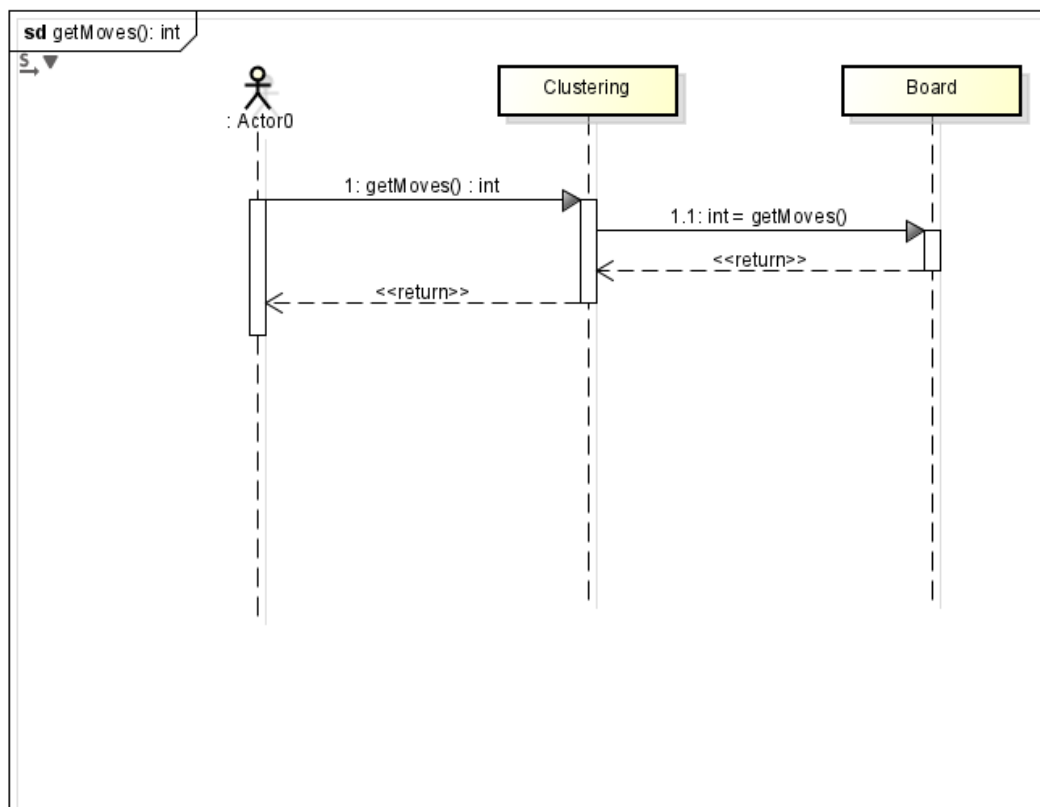 sd getMoves(): int
S
: Actor0
Clustering
Board
1: getMoves() : int
1.1: int = getMoves()
<<return>>
<<return>>